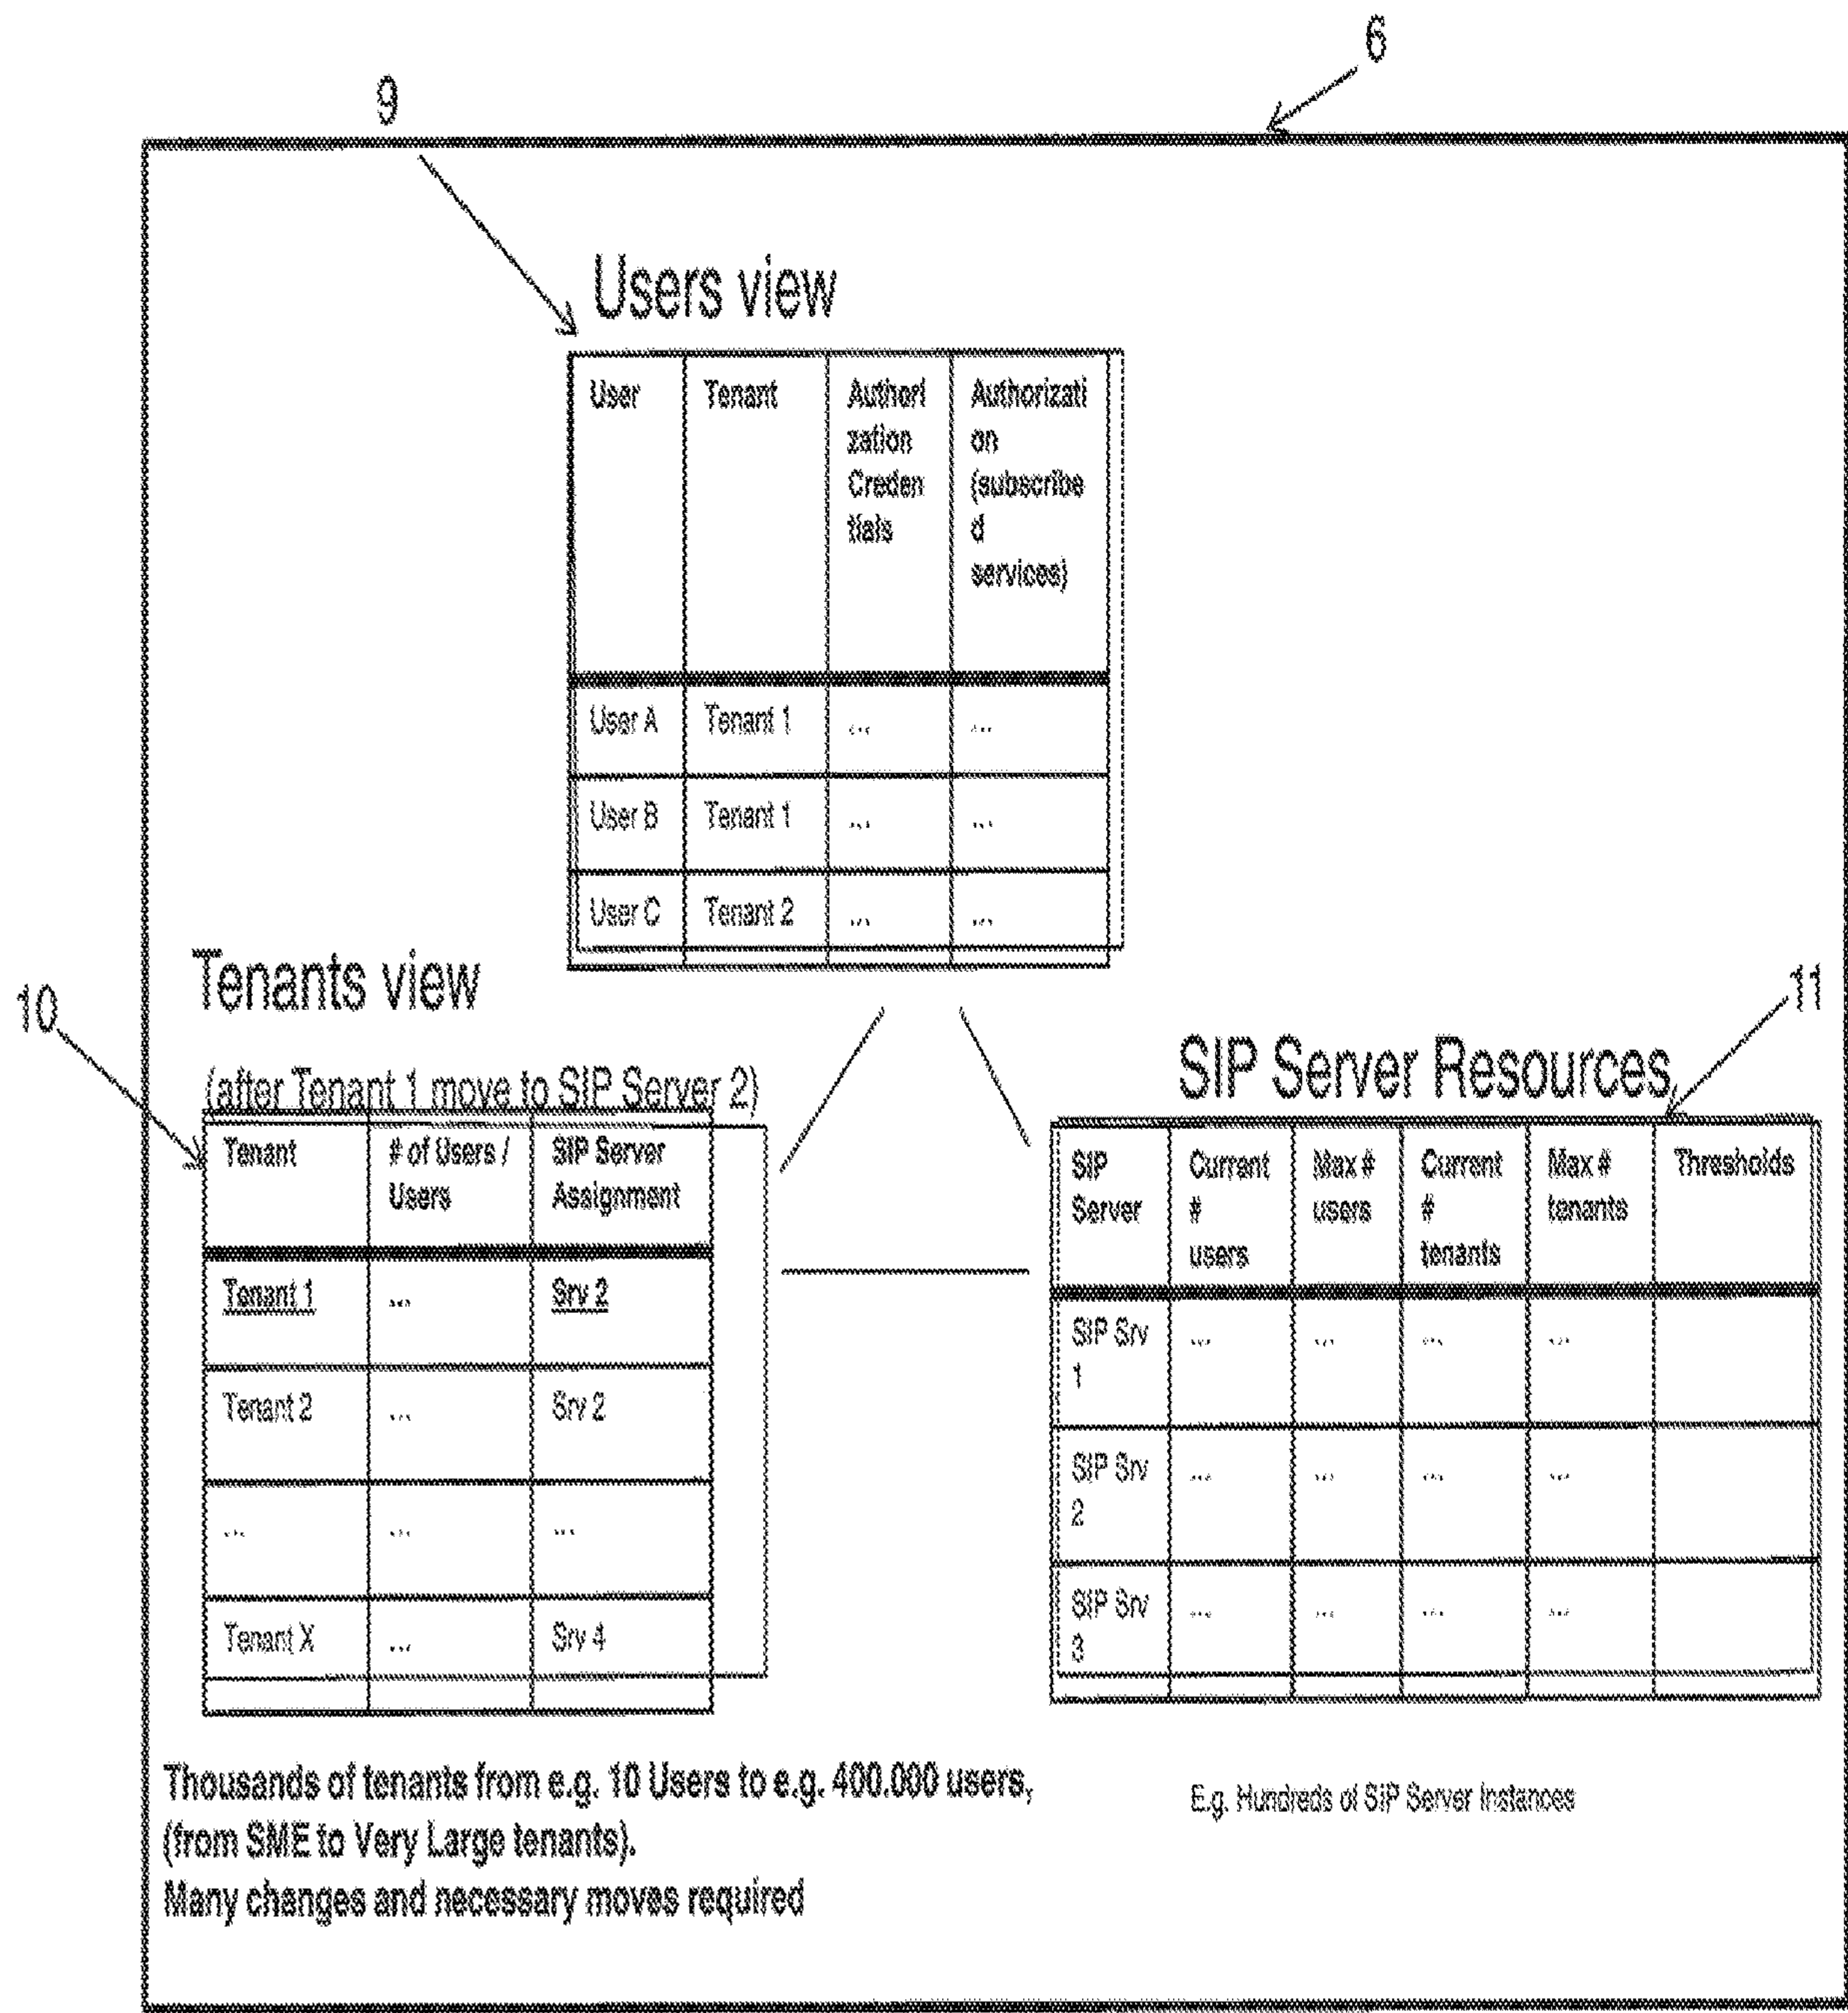 6
9
Users view
User Tenant Authori Authorizati
zation on
Creden (subscribe
tials d
services)
User A Tenant 1 ... ...
User B Tenant 1 ... ...
User C Tenant 2 ... ...
Tenants view
10
11
(after Tenant 1 move to SIP Server 2)
SIP Server Resources
Tenant # of Users / SIP Server
Users Assignment
Tenant 1 ... Srv 2
Tenant 2 ... Srv 2
... ... ...
Tenant X ... Srv 4
SIP Current Max # Current Max # Thresholds
Server # users # tenants
users tenants
SIP Srv ... ... ... ...
1
SIP Srv ... ... ... ...
2
SIP Srv ... ... ... ...
3
Thousands of tenants from e.g. 10 Users to e.g. 400.000 users,
(from SME to Very Large tenants).
Many changes and necessary moves required
E.g. Hundreds of SIP Server Instances